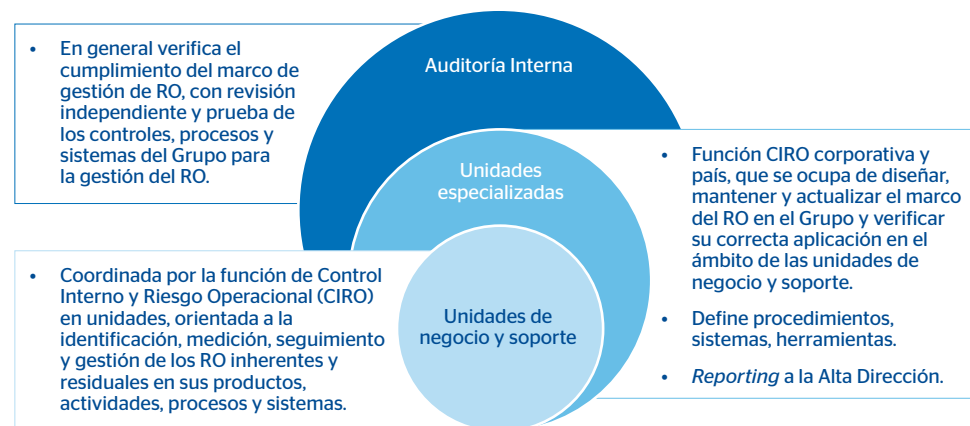 • En general verifica el
cumplimiento del marco de
gestión de RO, con revisión
independiente y prueba de
los controles, procesos y
sistemas del Grupo para
la gestión del RO.
Auditoría Interna
Unidades
especializadas
• Función CIRO corporativa y
país, que se ocupa de diseñar,
mantener y actualizar el marco
del RO en el Grupo y verificar
su correcta aplicación en el
ámbito de las unidades de
negocio y soporte.
• Define procedimientos,
sistemas, herramientas.
• Reporting a la Alta Dirección.
• Coordinada por la función de Control
Interno y Riesgo Operacional (CIRO)
en unidades, orientada a la
identificación, medición, seguimiento
y gestión de los RO inherentes y
residuales en sus productos,
actividades, procesos y sistemas.
Unidades de
negocio y soporte